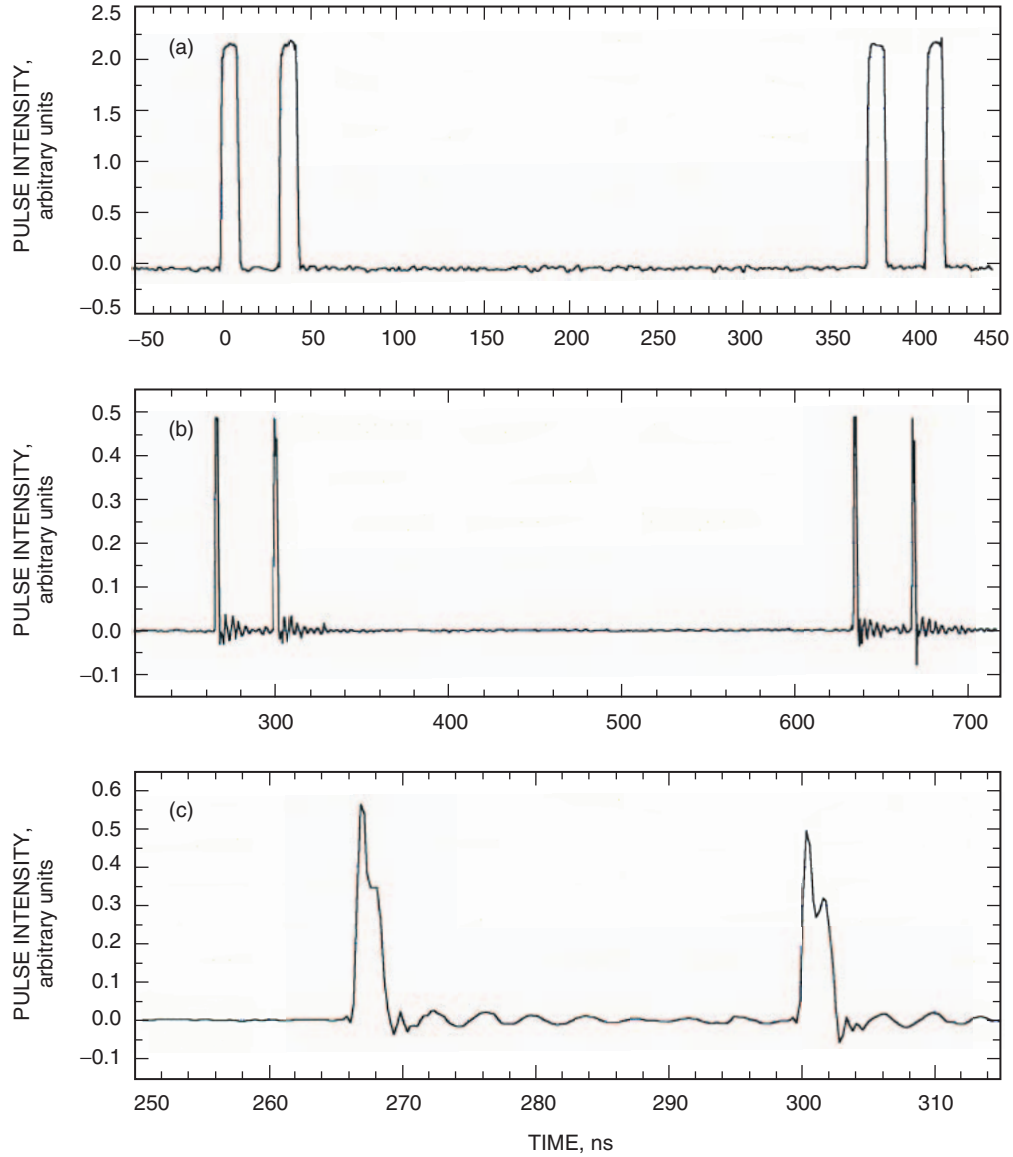 PULSE INTENSITY,
arbitrary units
(a)
2.5
2.0
1.5
1.0
0.5
0.0
–0.5
–50 0 50 100 150 200 250 300 350 400 450
PULSE INTENSITY,
arbitrary units
(b)
0.5
0.4
0.3
0.2
0.1
0.0
–0.1
300 400 500 600 700
PULSE INTENSITY,
arbitrary units
(c)
0.6
0.5
0.4
0.3
0.2
0.1
0.0
–0.1
250 260 270 280 290 300 310
TIME, ns